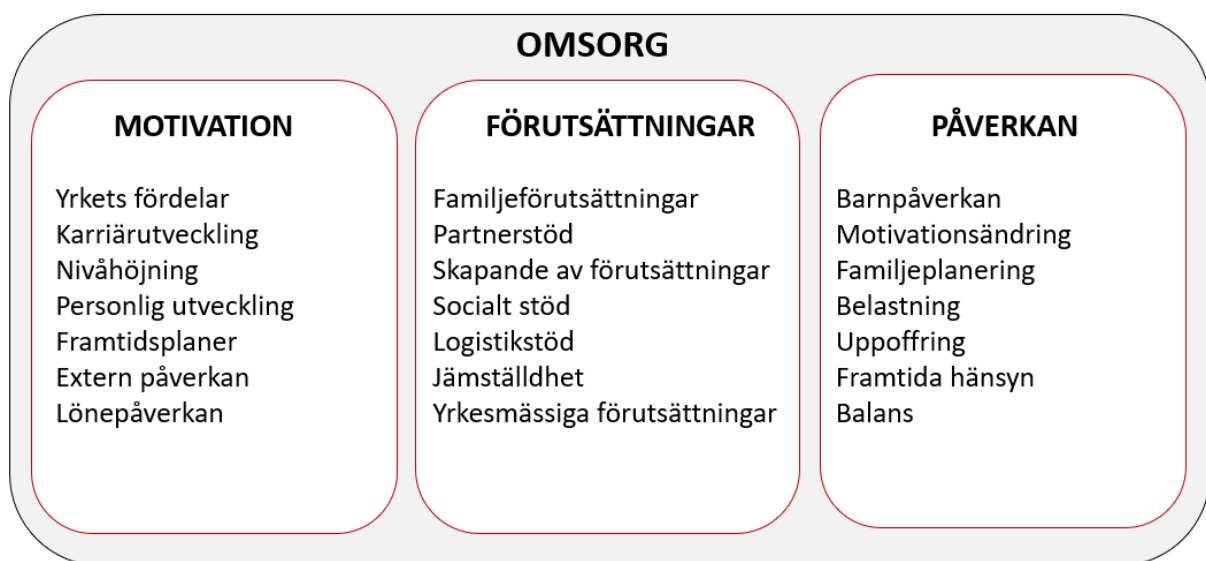 OMSORG
MOTIVATION
Yrkets fördelar
Karriärutveckling
Nivåhöjning
Personlig utveckling
Framtidsplaner
Extern påverkan
Lönepåverkan
FÖRUTSÄTTNINGAR
Familjeförutsättningar
Partnerstöd
Skapande av förutsättningar
Socialt stöd
Logistikstöd
Jämställdhet
Yrkesmässiga förutsättningar
PÅVERKAN
Barnpåverkan
Motivationsändring
Familjeplanering
Belastning
Uppoffring
Framtida hänsyn
Balans